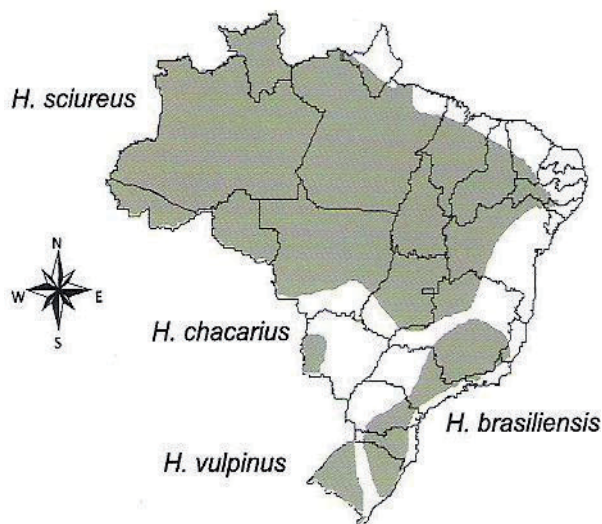 H. sciureus
N
W E
S
H. chacarius
H. brasiliensis
H. vulpinus